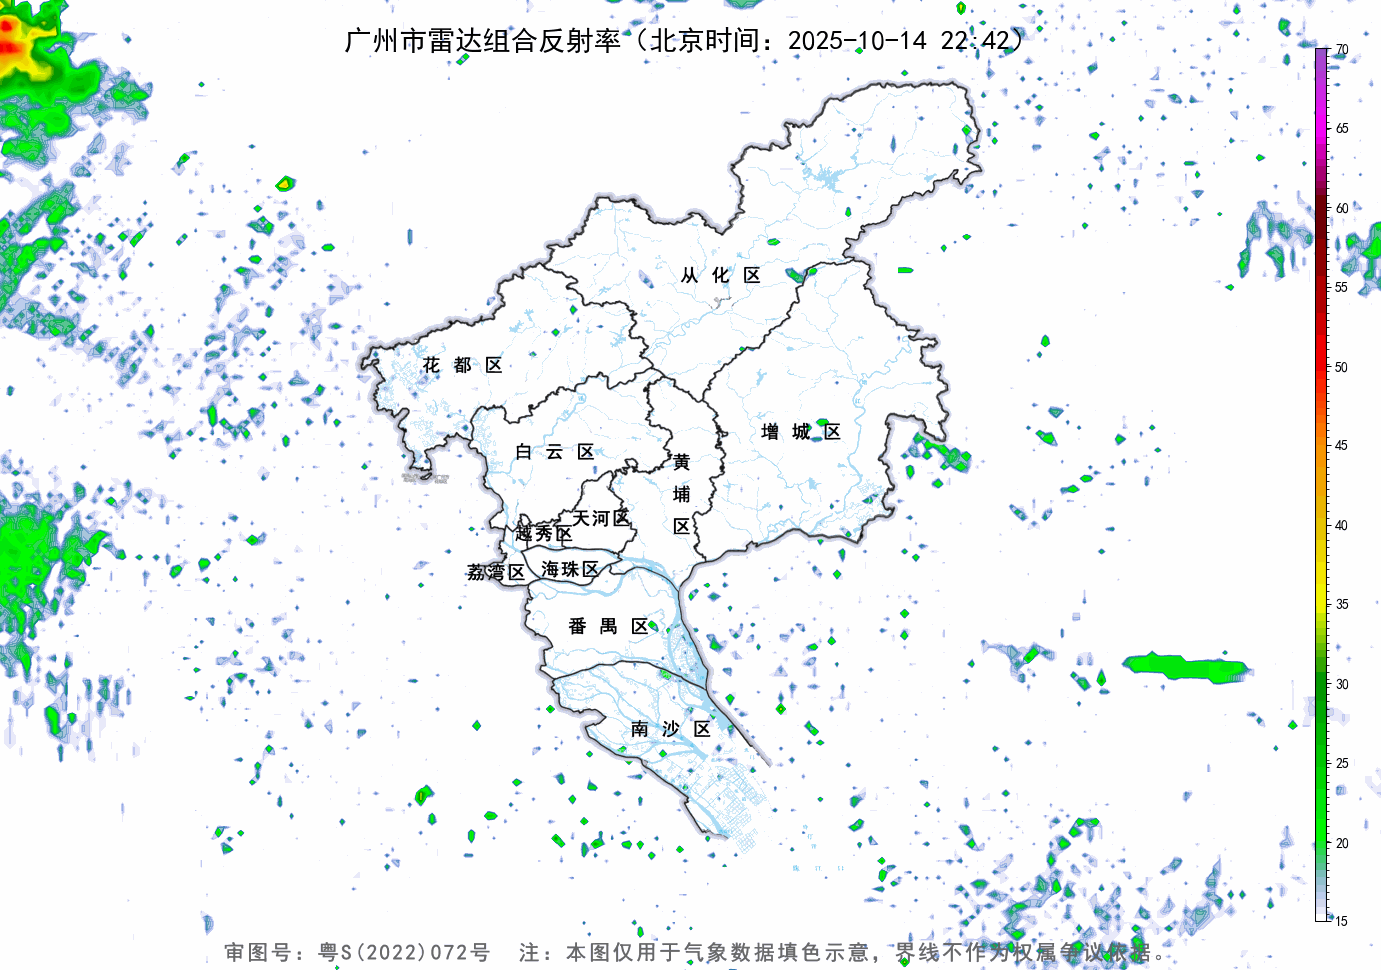 广州市雷达组合反射率（北京时间：2025-10-14 22:42）
70
65
60
55
50
45
40
35
30
25
20
15
从化区
花都区
增城区
白云区
黄埔区
天河区
越秀区
荔湾区
海珠区
番禺区
南沙区
审图号：粤S(2022)072号 注：本图仅用于气象数据填色示意，界线不作为权属争议依据。